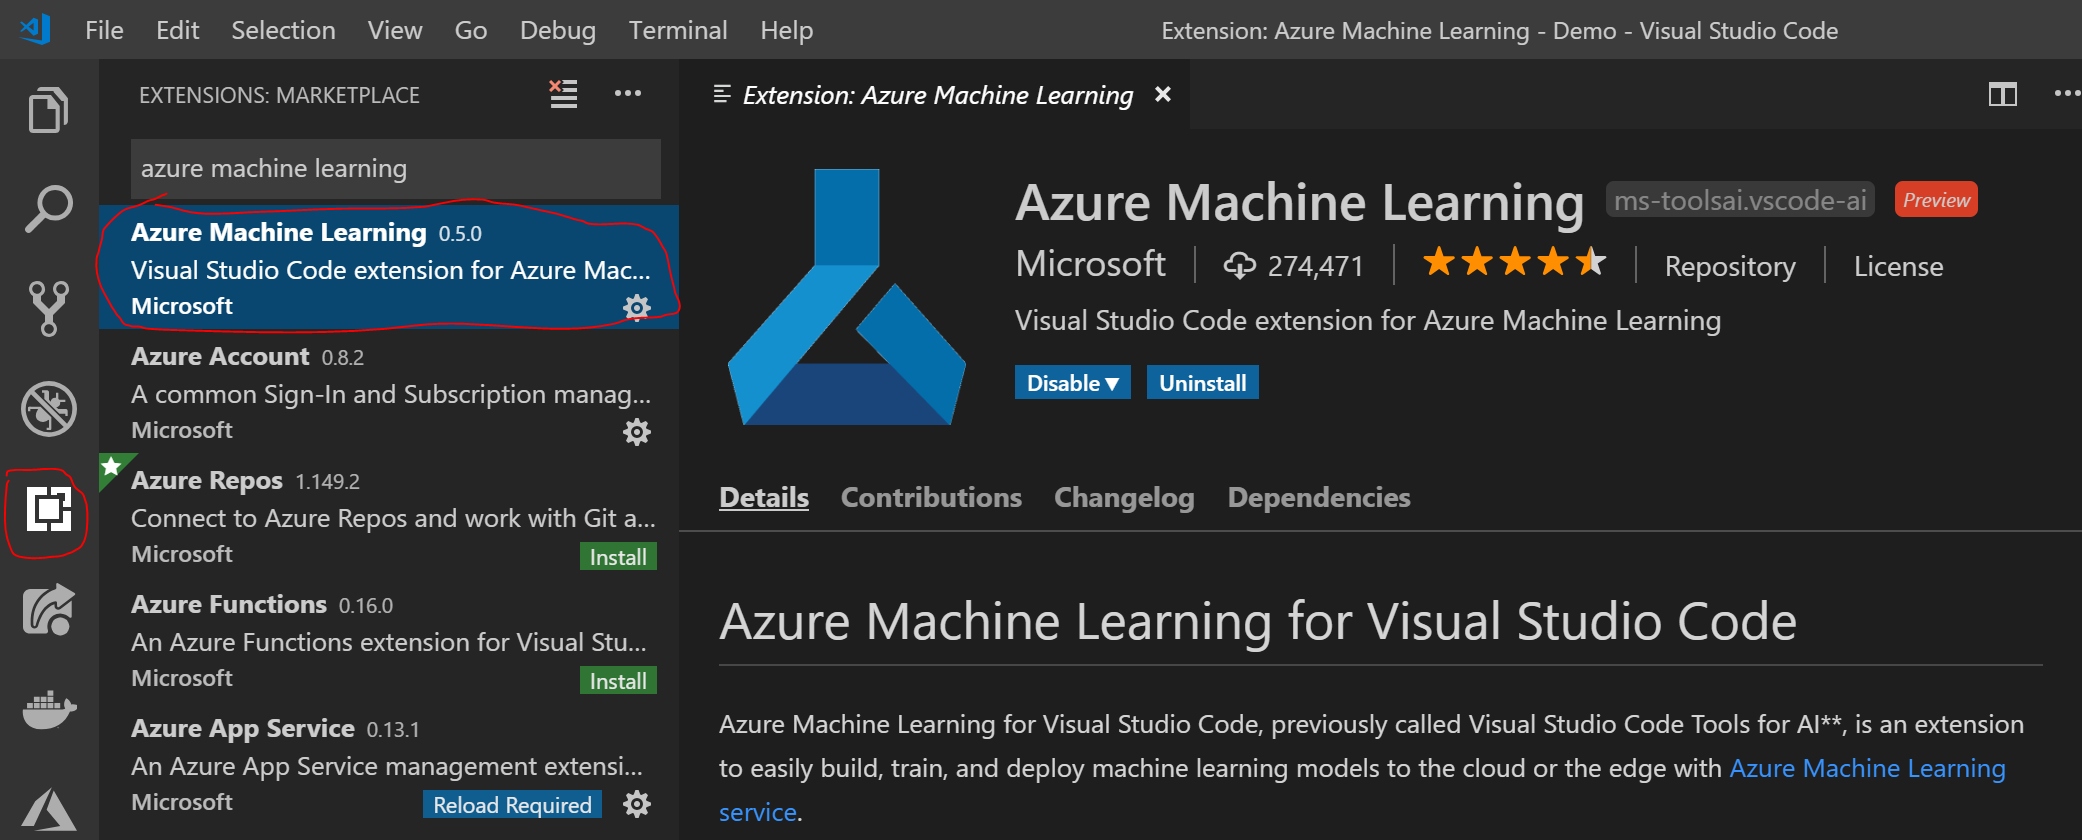 File Edit Selection View Go Debug Terminal Help
Extension: Azure Machine Learning - Demo - Visual Studio Code
EXTENSIONS: MARKETPLACE
azure machine learning
Azure Machine Learning 0.5.0
Visual Studio Code extension for Azure Mac...
Microsoft
Azure Account 0.8.2
A common Sign-In and Subscription manag...
Microsoft
Azure Repos 1.149.2
Connect to Azure Repos and work with Git a...
Microsoft
Install
Azure Functions 0.16.0
An Azure Functions extension for Visual Stu...
Microsoft
Install
Azure App Service 0.13.1
An Azure App Service management extensi...
Microsoft
Reload Required
Extension: Azure Machine Learning
Azure Machine Learning ms-toolsai.vscode-ai Preview
Microsoft 274,471 Repository License
Visual Studio Code extension for Azure Machine Learning
Disable Uninstall
Details Contributions Changelog Dependencies
Azure Machine Learning for Visual Studio Code
Azure Machine Learning for Visual Studio Code, previously called Visual Studio Code Tools for AI**, is an extension
to easily build, train, and deploy machine learning models to the cloud or the edge with Azure Machine Learning
service.